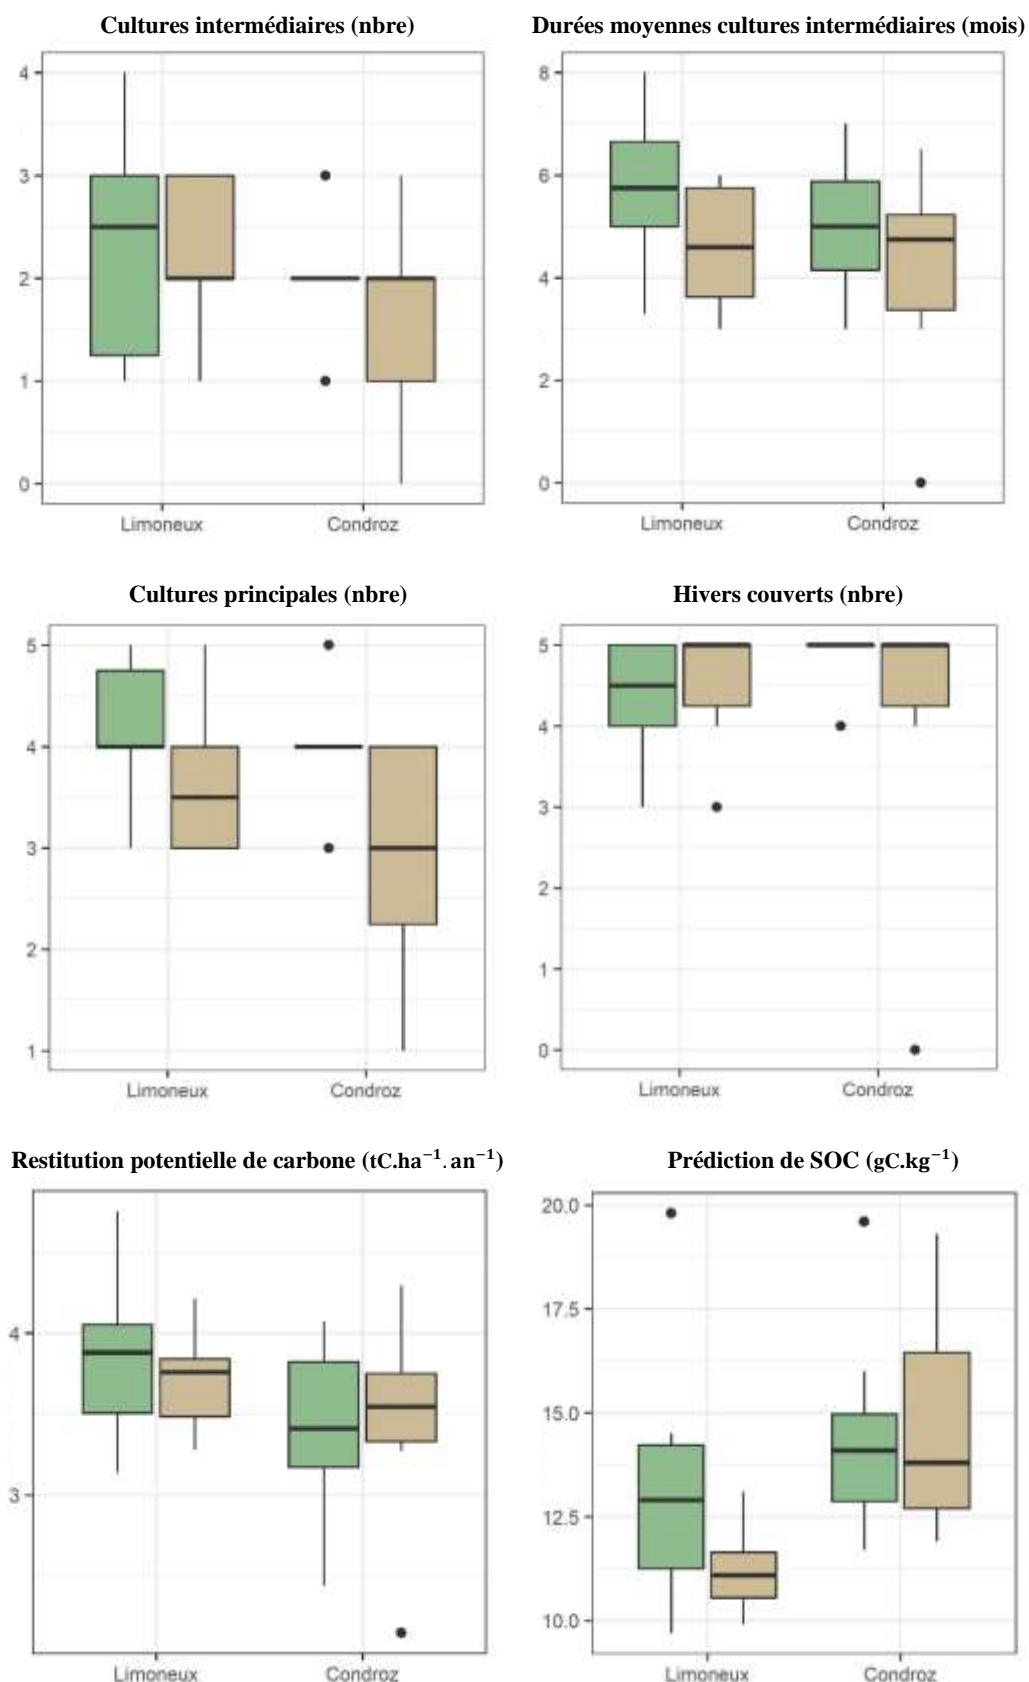 Cultures intermédiaires (nbre)
Durées moyennes cultures intermédiaires (mois)
4
3
2
1
0
Limoneux Condroz
8
6
4
2
0
Limoneux Condroz
Cultures principales (nbre)
Hivers couverts (nbre)
5
4
3
2
1
Limoneux Condroz
5
4
3
2
1
0
Limoneux Condroz
Restitution potentielle de carbone (tC.ha⁻¹.an⁻¹)
Prédiction de SOC (gC.kg⁻¹)
4
3
Limoneux Condroz
20.0
17.5
15.0
12.5
10.0
Limoneux Condroz